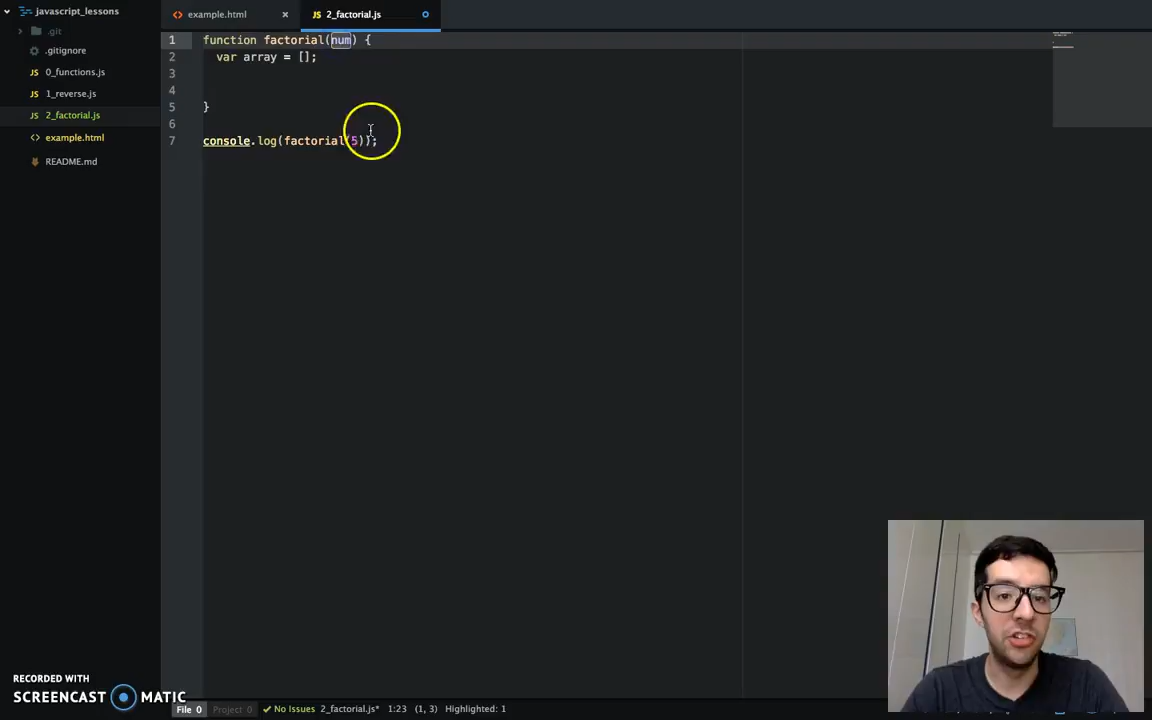 javascript_lessons
.git
.gitignore
0_functions.js
1_reverse.js
2_factorial.js
example.html
README.md
example.html
2_factorial.js
1 function factorial(num) {
2 var array = [];
3
4
5 }
6
7 console.log(factorial(5));
RECORDED WITH
SCREENCAST MATIC
File 0 Project 0 No Issues 2_factorial.js* 1:23 (1, 3) Highlighted: 1